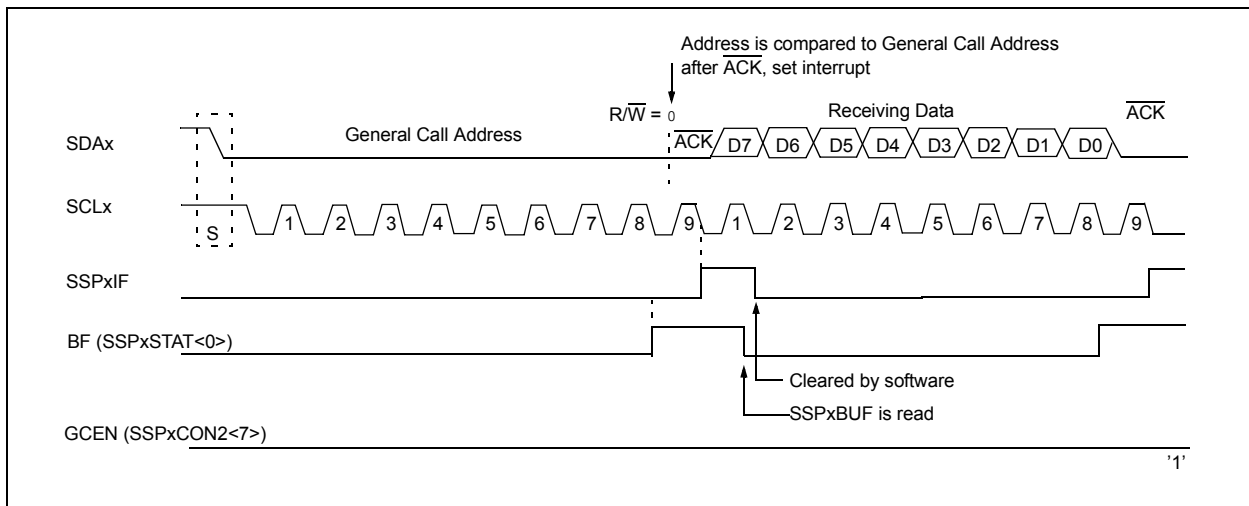 Address is compared to General Call Address
after ACK, set interrupt
R/W = 0
Receiving Data
ACK
General Call Address
ACK
SDAx
D7 D6 D5 D4 D3 D2 D1 D0
SCLx
S
1 2 3 4 5 6 7 8 9 1 2 3 4 5 6 7 8 9
SSPxIF
BF (SSPxSTAT<0>)
Cleared by software
SSPxBUF is read
GCEN (SSPxCON2<7>)
'1'